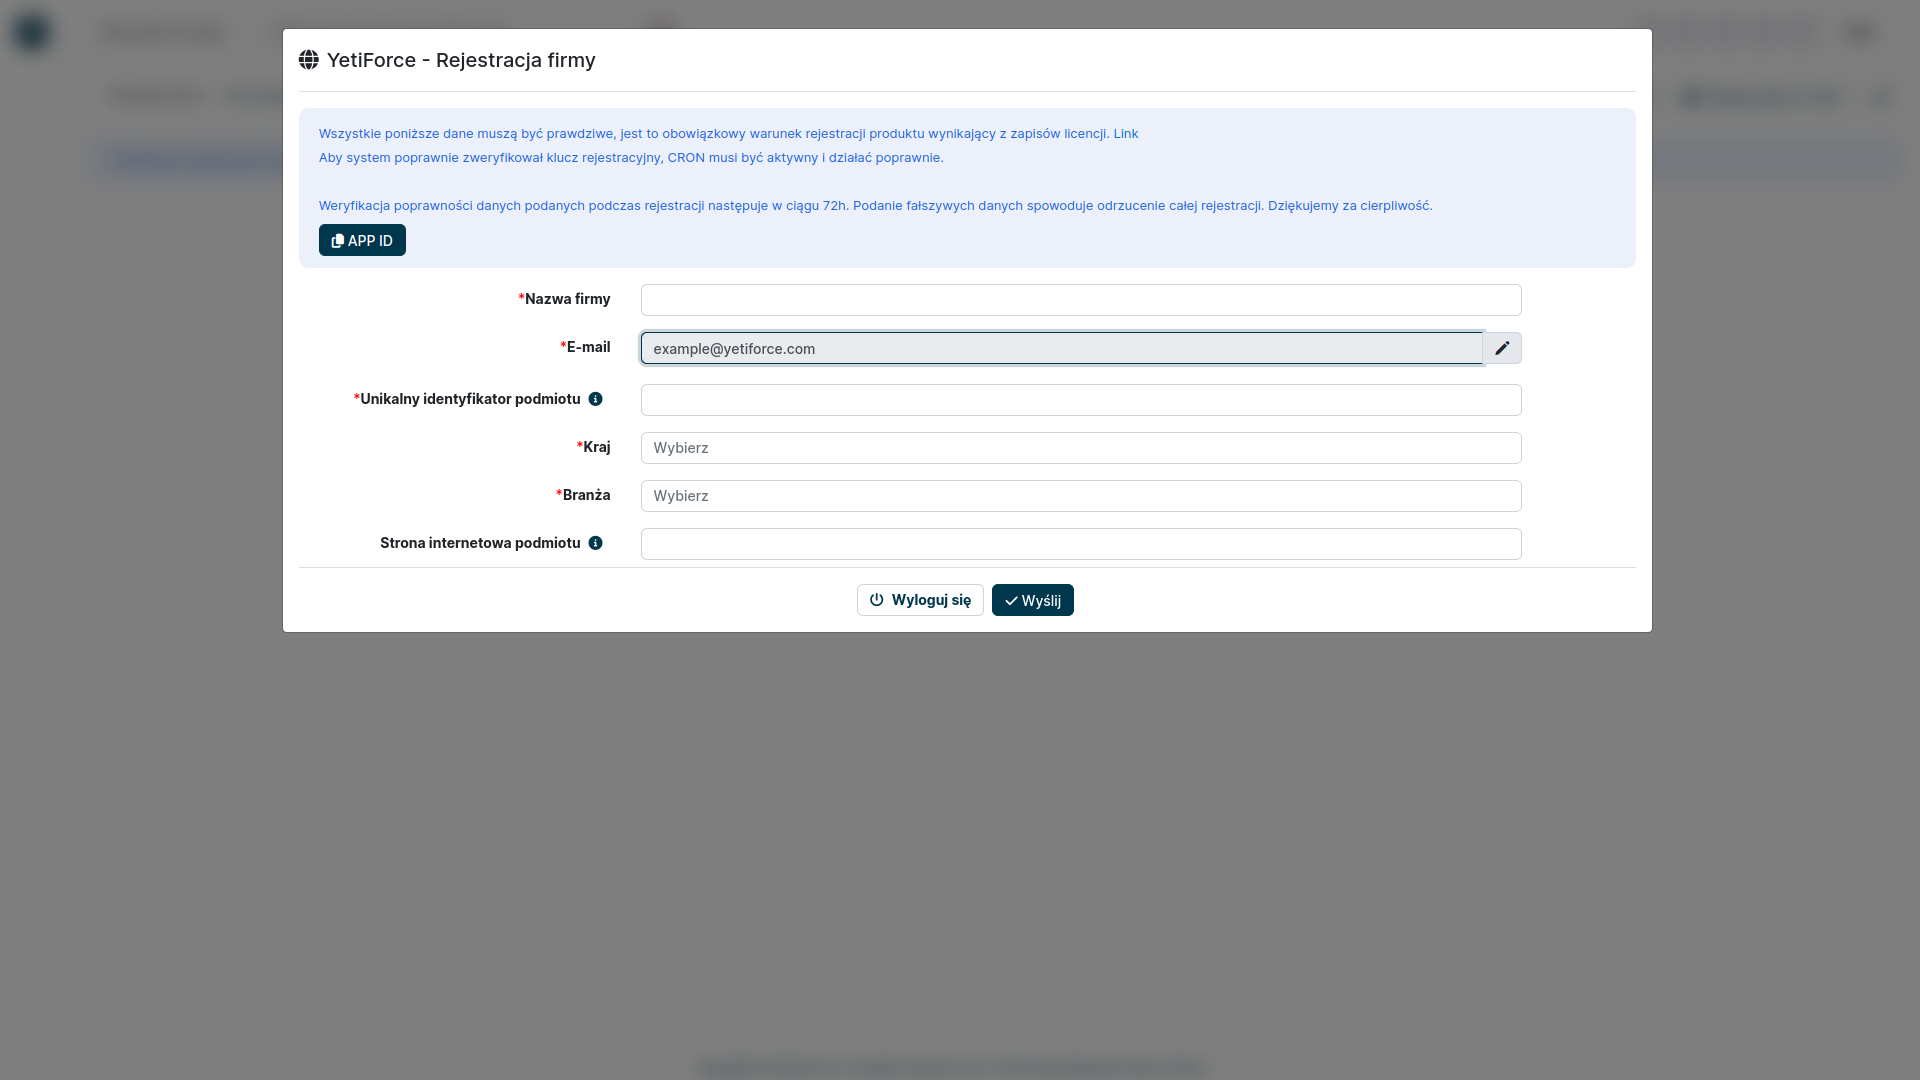 YetiForce - Rejestracja firmy
Wszystkie poniższe dane muszą być prawdziwe, jest to obowiązkowy warunek rejestracji produktu wynikający z zapisów licencji. Link
Aby system poprawnie zweryfikował klucz rejestracyjny, CRON musi być aktywny i działać poprawnie.
Weryfikacja poprawności danych podanych podczas rejestracji następuje w ciągu 72h. Podanie fałszywych danych spowoduje odrzucenie całej rejestracji. Dziękujemy za cierpliwość.
APP ID
*Nazwa firmy
*E-mail
example@yetiforce.com
*Unikalny identyfikator podmiotu
*Kraj
Wybierz
*Branża
Wybierz
Strona internetowa podmiotu
Wyloguj się
Wyślij